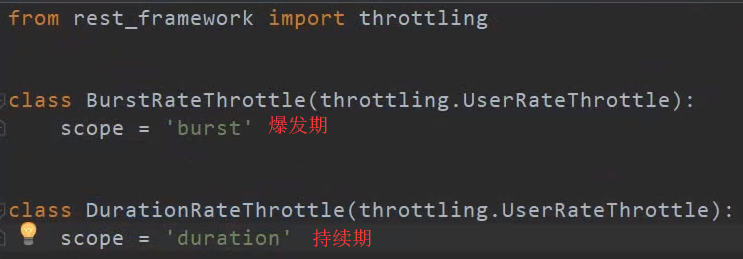 from rest_framework import throttling
class BurstRateThrottle(throttling.UserRateThrottle):
scope = 'burst' 爆发期
class DurationRateThrottle(throttling.UserRateThrottle):
scope = 'duration' 持续期